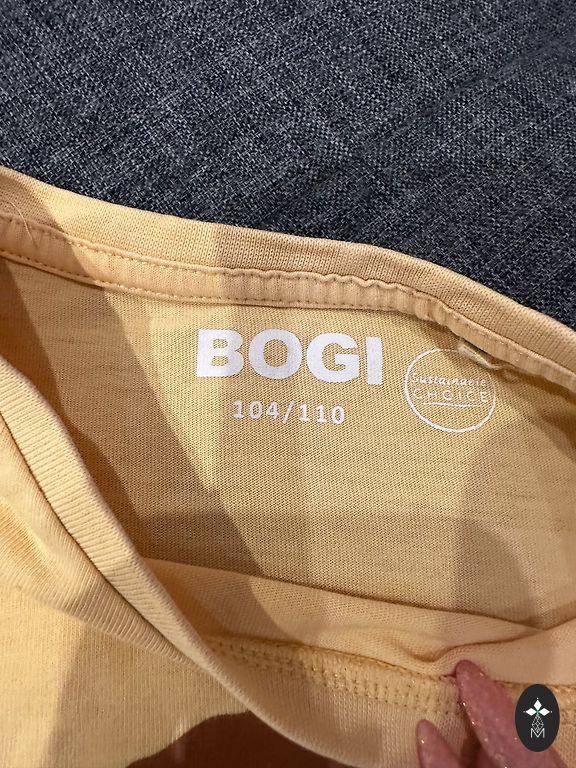 BOGI
104/110
Sustainable
CHOICE